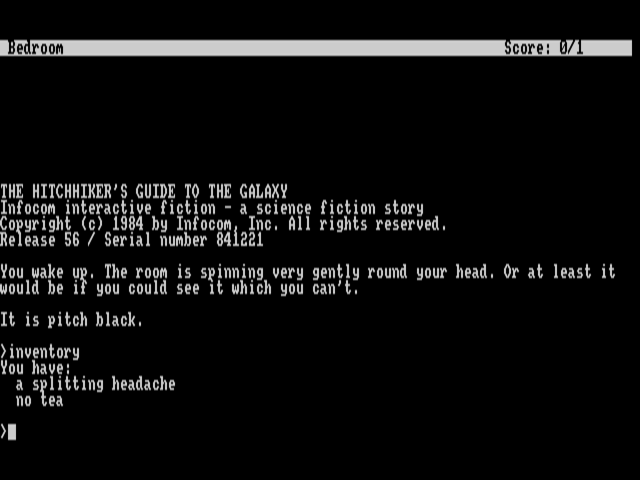 Bedroom Score: 0/1
THE HITCHHIKER'S GUIDE TO THE GALAXY
Infocom interactive fiction - a science fiction story
Copyright (c) 1984 by Infocom, Inc. All rights reserved.
Release 56 / Serial number 841221
You wake up. The room is spinning very gently round your head. Or at least it
would be if you could see it which you can't.
It is pitch black.
>inventory
You have:
a splitting headache
no tea
>